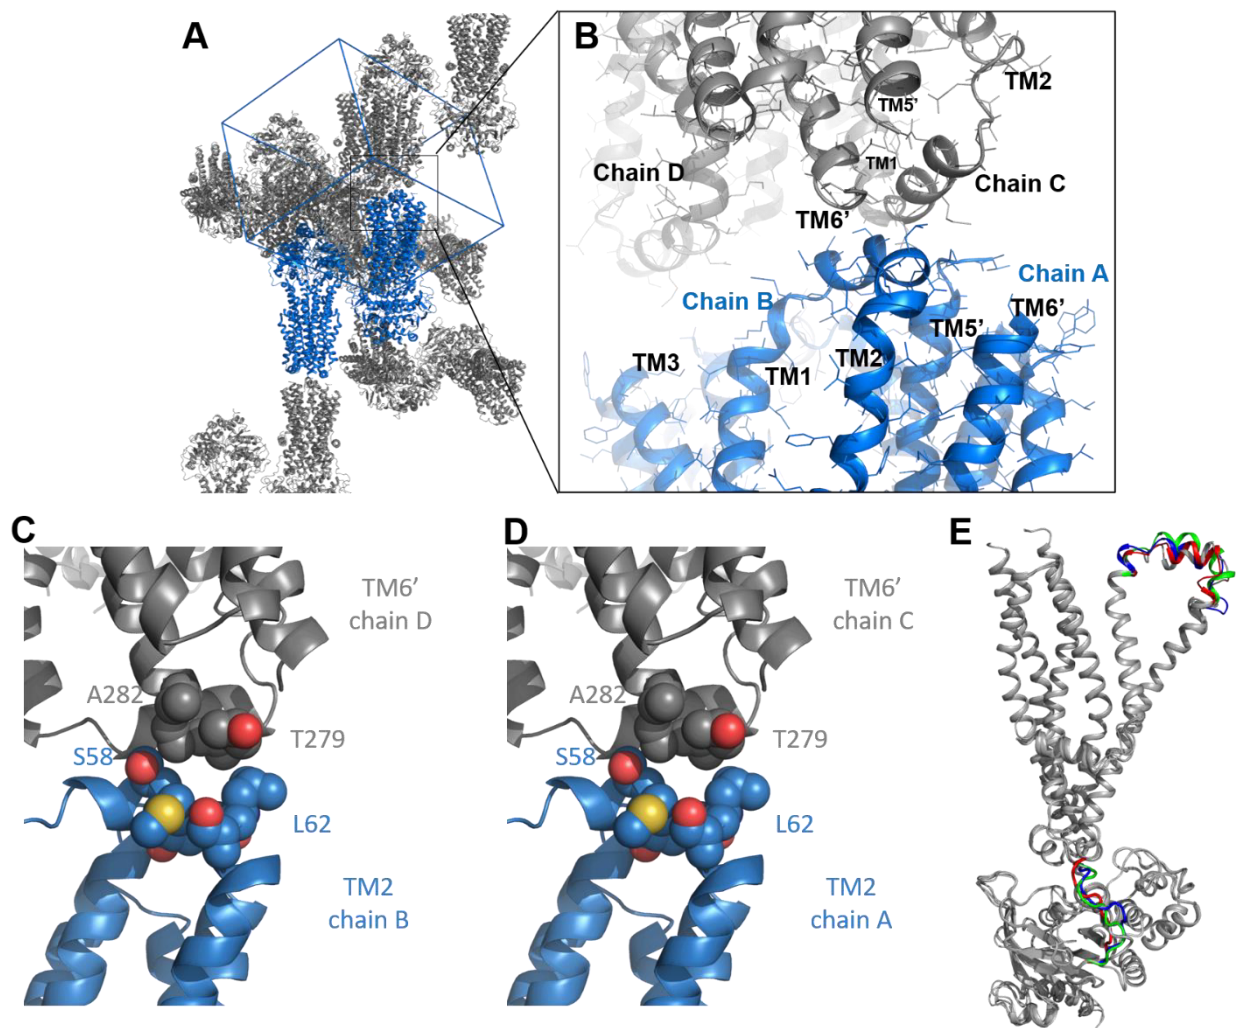 A
B
TM5'
TM2
Chain D
TM1
Chain C
TM6'
Chain B
Chain A
TM6'
TM5'
TM3
TM1
TM2
C
TM6'
chain D
A282
T279
S58
L62
TM2
chain B
D
TM6'
chain C
A282
T279
S58
L62
TM2
chain A
E